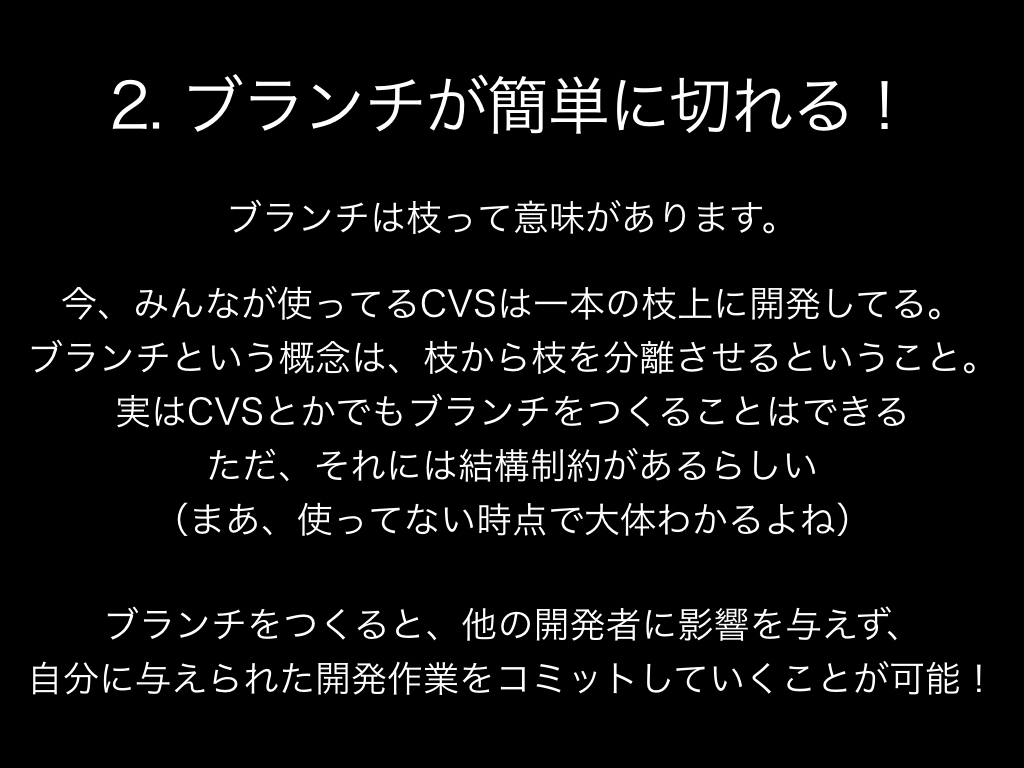 2. ブランチが簡単に切れる！
ブランチは枝って意味があります。
今、みんなが使ってるCVSは一本の枝上に開発してる。
ブランチという概念は、枝から枝を分離させるということ。
実はCVSとかでもブランチをつくることはできる
ただ、それには結構制約があるらしい
（まあ、使ってない時点で大体わかるよね）
ブランチをつくると、他の開発者に影響を与えず、
自分に与えられた開発作業をコミットしていくことが可能！